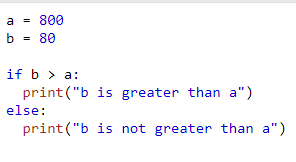 a = 800
b = 80

if b > a:
  print("b is greater than a")
else:
  print("b is not greater than a")